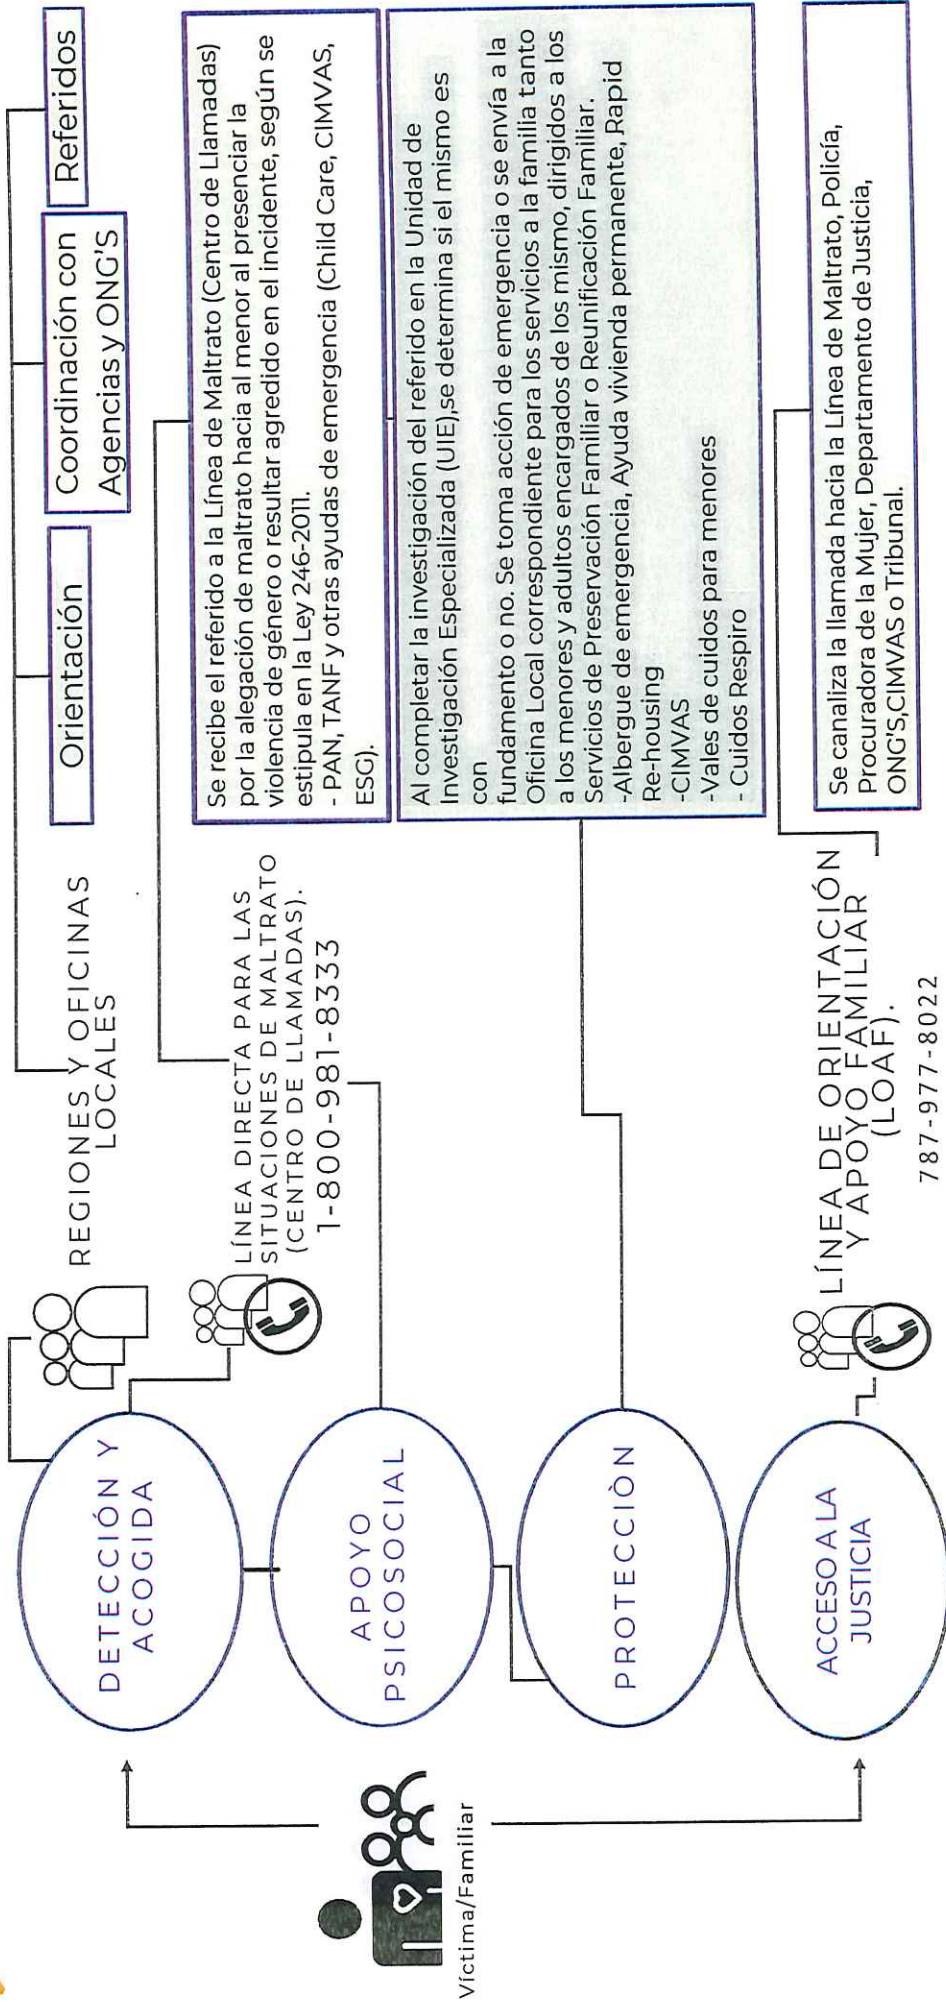 Víctima/Familiar
DETECCIÓN Y
ACOGIDA
APOYO
PSICOSOCIAL
PROTECCIÒN
ACCESO A LA
JUSTICIA
REGIONES Y OFICINAS
LOCALES
Orientación
Coordinación con
Agencias y ONG'S
Referidos
LÍNEA DIRECTA PARA LAS
SITUACIONES DE MALTRATO
(CENTRO DE LLAMADAS).
1-800-981-8333
Se recibe el referido a la Línea de Maltrato (Centro de Llamadas)
por la alegación de maltrato hacia al menor al presenciar la
violencia de género o resultar agredido en el incidente, según se
estipula en la Ley 246-2011.
- PAN, TANF y otras ayudas de emergencia (Child Care, CIMVAS,
ESG).
Al completar la investigación del referido en la Unidad de
Investigación Especializada (UIE),se determina si el mismo es
con
fundamento o no. Se toma acción de emergencia o se envía a la
Oficina Local correspondiente para los servicios a la familia tanto
a los menores y adultos encargados de los mismo, dirigidos a los
Servicios de Preservación Familiar o Reunificación Familiar.
-Albergue de emergencia, Ayuda vivienda permanente, Rapid
Re-housing
-CIMVAS
-Vales de cuidos para menores
- Cuidos Respiro
LÍNEA DE ORIENTACIÓN
Y APOYO FAMILIAR
(LOAF).
787-977-8022
Se canaliza la llamada hacia la Línea de Maltrato, Policía,
Procuradora de la Mujer, Departamento de Justicia,
ONG'S,CIMVAS o Tribunal.